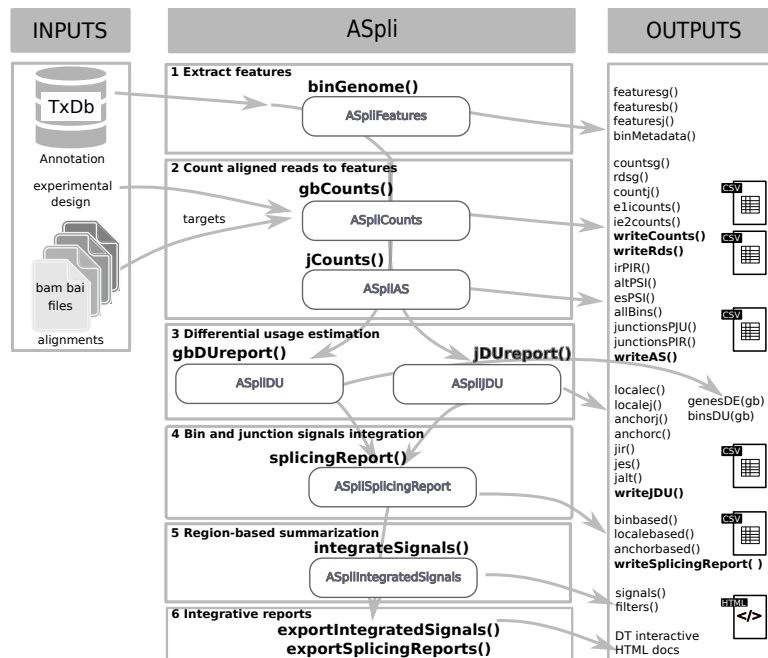 INPUTS
ASpli
OUTPUTS
TxDb
Annotation
experimental
design
targets
bam bai
files
alignments
1 Extract features
binGenome()
ASpliFeatures
2 Count aligned reads to features
gbCounts()
ASpliCounts
jCounts()
ASpliAS
3 Differential usage estimation
gbDUreport()
jDUreport()
ASpliDU
ASpliJDU
4 Bin and junction signals integration
splicingReport()
ASpliSplicingReport
5 Region-based summarization
integrateSignals()
ASpliIntegratedSignals
6 Integrative reports
exportIntegratedSignals()
exportSplicingReports()
featuresg()
featuresb()
featuresj()
binMetadata()
countsg()
rdsg()
countj()
e1icounts()
ie2counts()
writeCounts()
writeRds()
CSV
CSV
irPIR()
altPSI()
esPSI()
allBins()
junctionsPJU()
junctionsPIR()
writeAS()
CSV
genesDE(gb)
binsDU(gb)
localec()
localej()
anchorj()
anchorc()
jir()
jes()
jalt()
writeJDU()
CSV
binbased()
localebased()
anchorbased()
writeSplicingReport( )
CSV
signals()
filters()
HTML
</>
DT interactive
HTML docs